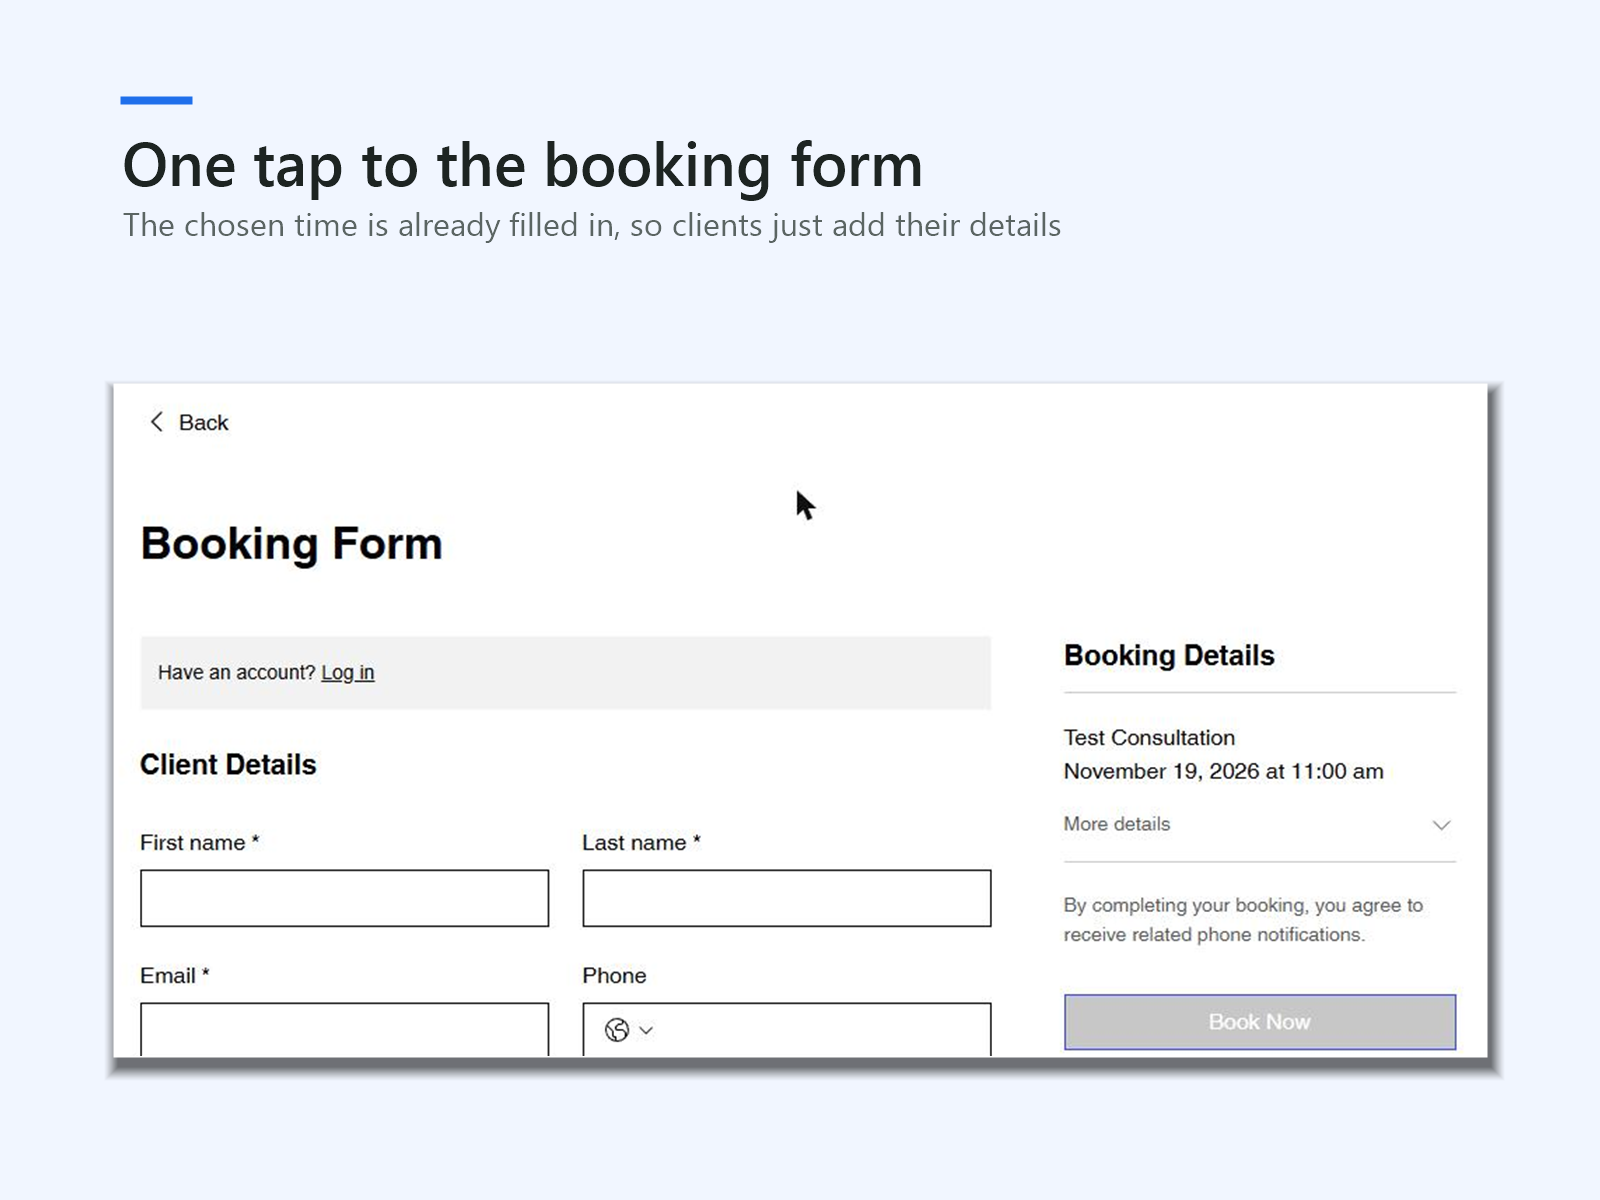 One tap to the booking form
The chosen time is already filled in, so clients just add their details
Back
Booking Form
Have an account? Log in
Client Details
First name *
Last name *
Email *
Phone
Booking Details
Test Consultation
November 19, 2026 at 11:00 am
More details
By completing your booking, you agree to
receive related phone notifications.
Book Now